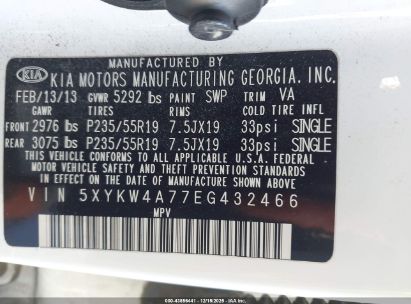 MANUFACTURED BY
KIA KIA MOTORS MANUFACTURING GEORGIA, INC.
FEB/13/13 GVWR 5292 lbs PAINT SWP TRIM VA
GAWR TIRES RIMS COLD TIRE INFL
FRONT 2976 lbs P235/55R19 7.5JX19 33psi SINGLE
REAR 3075 lbs P235/55R19 7.5JX19 33psi SINGLE
THIS VEHICLE CONFORMS TO ALL APPLICABLE U.S.A. FEDERAL
MOTOR VEHICLE SAFETY AND THEFT PREVENTION STANDARDS
IN EFFECT ON THE DATE OF MANUFACTURE SHOWN ABOVE.
VIN 5XYKW4A77EG432466
MPV